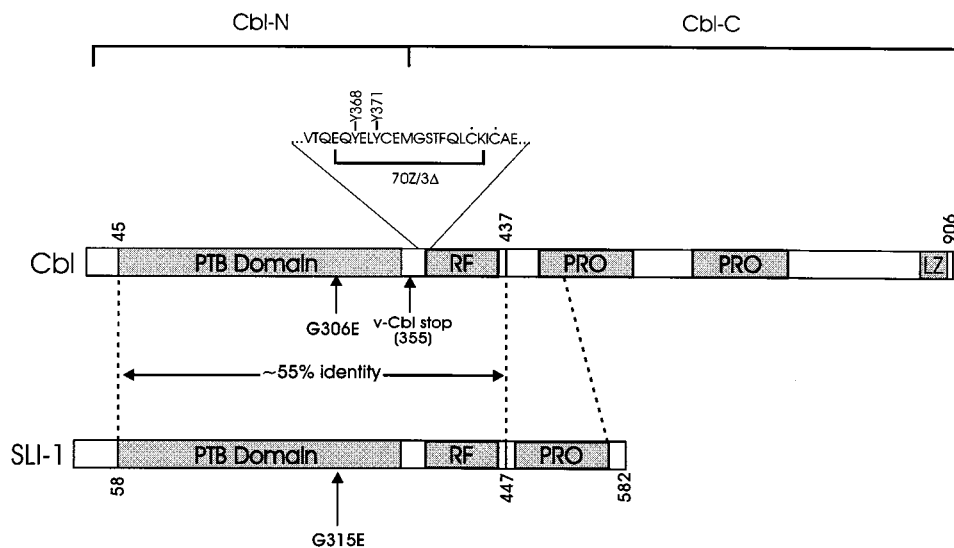 Cbl-N Cbl-C
Y368 Y371
...VTQEQYELYCEMGSTFQLĊKIĊAE...
70Z/3Δ
45 437 906
Cbl PTB Domain RF PRO PRO LZ
G306E v-Cbl stop
(355)
~55% identity
SLI-1 PTB Domain RF PRO
58 447 582
G315E